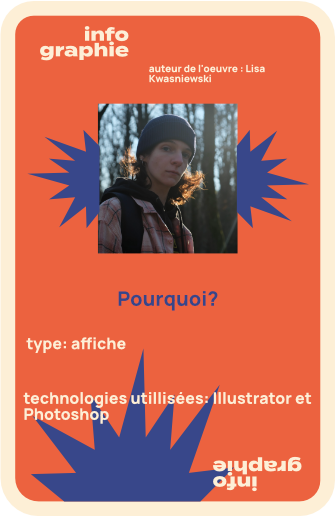 info
graphie
auteur de l'oeuvre : Lisa
Kwasniewski
Pourquoi?
type: affiche
technologies utillisées: Illustrator et
Photoshop
info
graphie